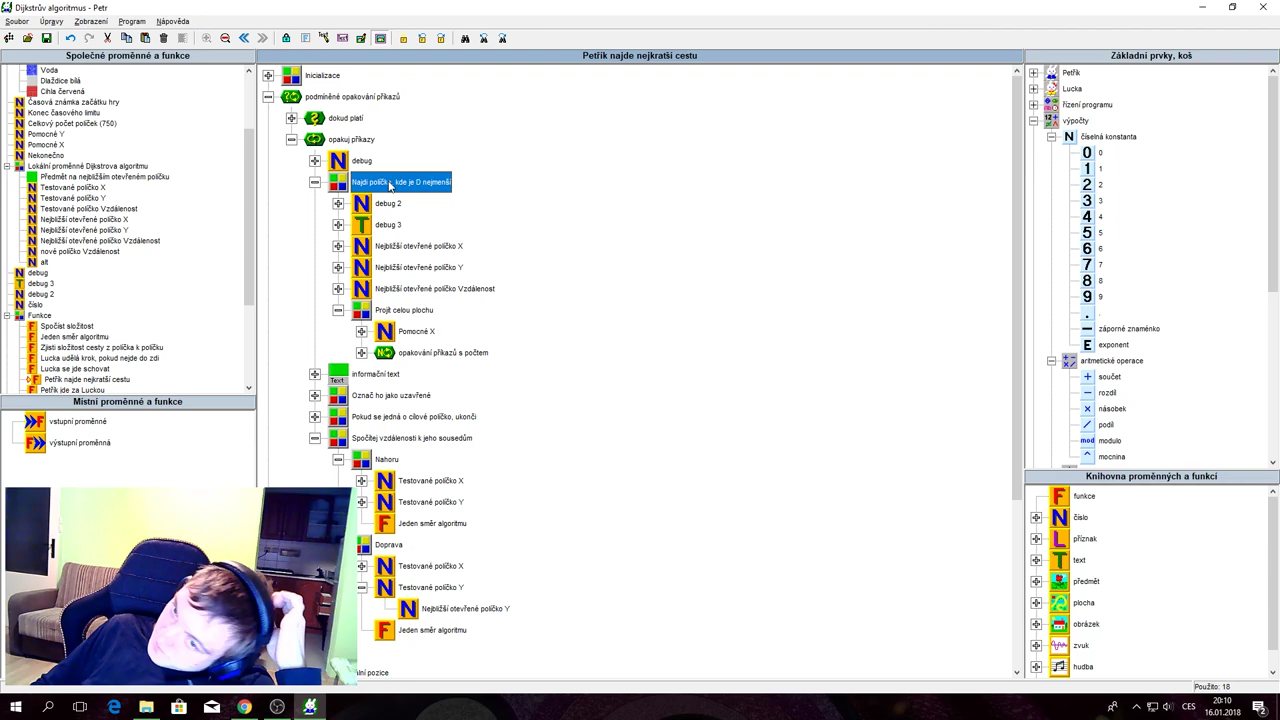 Dijkstrův algoritmus - Petr
Soubor Úpravy Zobrazení Program Nápověda
Společné proměnné a funkce
Voda
Dlaždice bílá
Cihla červená
Časová známka začátku hry
Konec časového limitu
Celkový počet políček (750)
Pomocné Y
Pomocné X
Nekonečno
Lokální proměnné Dijkstrova algoritmu
Předmět na nejbližším otevřeném políčku
Testované políčko X
Testované políčko Y
Testované políčko Vzdálenost
Nejbližší otevřené políčko X
Nejbližší otevřené políčko Y
Nejbližší otevřené políčko Vzdálenost
nové políčko Vzdálenost
alt
debug
debug 3
debug 2
číslo
Funkce
Spočíst složitost
Jeden směr algoritmu
Zjisti složitost cesty z políčka k políčku
Lucka udělá krok, pokud nejde do zdi
Lucka se jde schovat
Petřík najde nejkratší cestu
Petřík jde za Luckou
Místní proměnné a funkce
vstupní proměnné
výstupní proměnná
Petřík najde nejkratší cestu
Inicializace
podmíněné opakování příkazů
dokud platí
opakuj příkazy
debug
Najdi políčko, kde je D nejmenší
debug 2
debug 3
Nejbližší otevřené políčko X
Nejbližší otevřené políčko Y
Nejbližší otevřené políčko Vzdálenost
Projít celou plochu
Pomocné X
opakování příkazů s počtem
Text
informační text
Označ ho jako uzavřené
Pokud se jedná o cílové políčko, ukonči
Spočítej vzdálenosti k jeho sousedům
Nahoru
Testované políčko X
Testované políčko Y
Jeden směr algoritmu
Doprava
Testované políčko X
Testované políčko Y
Nejbližší otevřené políčko Y
Jeden směr algoritmu
pozice
Základní prvky, koš
Petřík
Lucka
řízení programu
výpočty
číselná konstanta
0
1
2
3
4
5
6
7
8
9
.
záporné znaménko
exponent
aritmetické operace
součet
rozdíl
násobek
podíl
modulo
mocnina
Knihovna proměnných a funkcí
funkce
číslo
příznak
text
předmět
plocha
obrázek
zvuk
hudba
Použito: 18
CES
20:10
16.01.2018